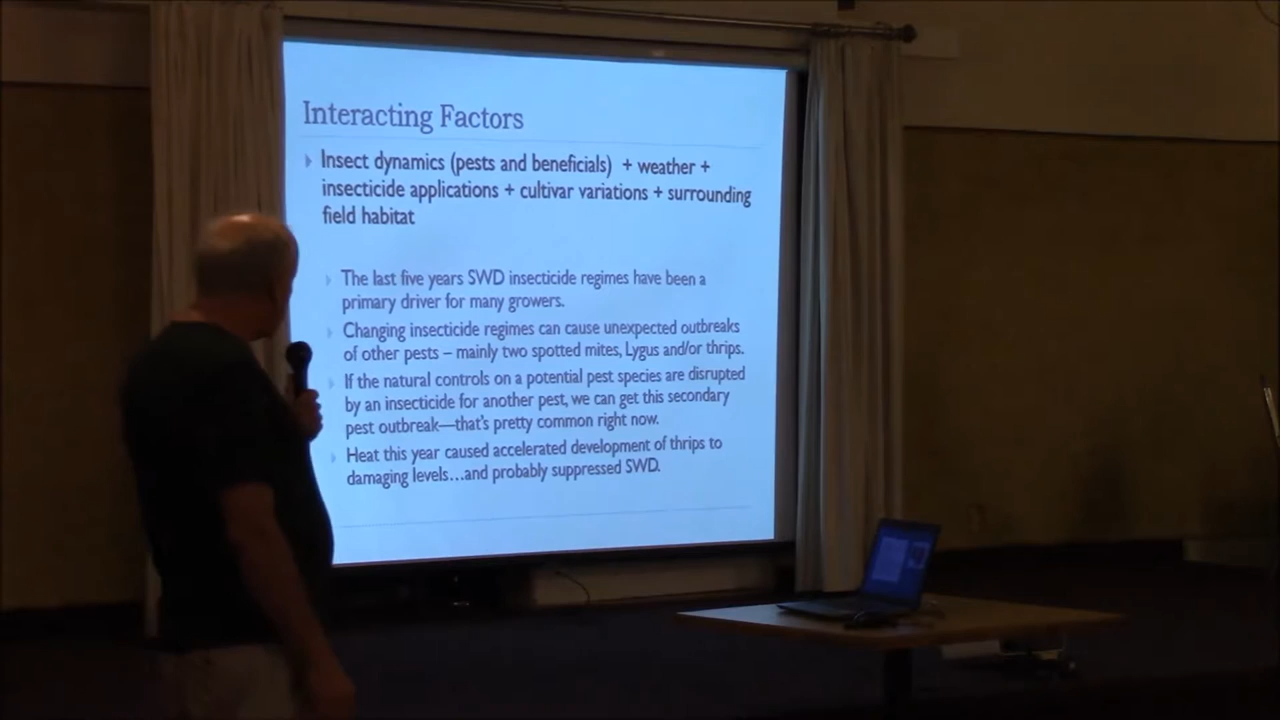 Interacting Factors
Insect dynamics (pests and beneficials) + weather +
insecticide applications + cultivar variations + surrounding
field habitat
The last five years SWD insecticide regimes have been a
primary driver for many growers.
Changing insecticide regimes can cause unexpected outbreaks
of other pests – mainly two spotted mites, Lygus and/or thrips.
If the natural controls on a potential pest species are disrupted
by an insecticide for another pest, we can get this secondary
pest outbreak—that's pretty common right now.
Heat this year caused accelerated development of thrips to
damaging levels...and probably suppressed SWD.